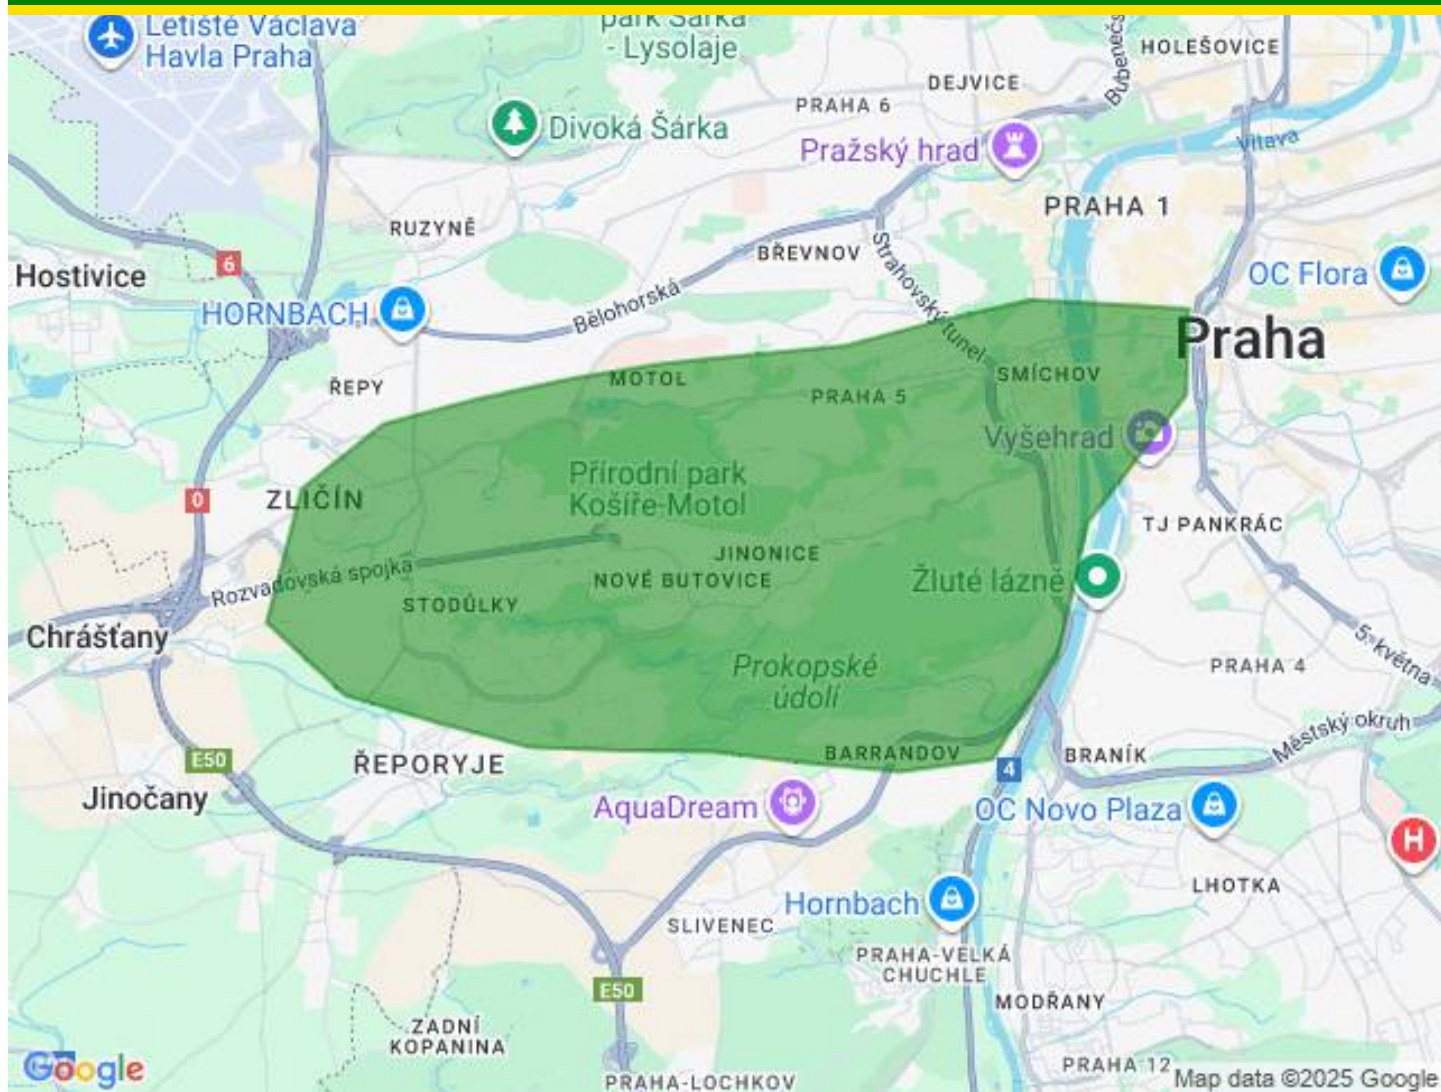 Letiště Václava
Havla Praha
park Šárka
- Lysolaje
HOLEŠOVICE
DEJVICE
PRAHA 6
Divoká Šárka
Pražský hrad
Vltava
PRAHA 1
RUZYNĚ
BŘEVNOV
Strahovský tunel
6
Hostivice
OC Flora
HORNBACH
Bělohorská
Praha
ŘEPY
MOTOL
SMÍCHOV
PRAHA 5
Vyšehrad
Přírodní park
Košíře-Motol
0
ZLIČÍN
TJ PANKRÁC
JINONICE
Rozvadovská spojka
NOVÉ BUTOVICE
Žluté lázně
STODŮLKY
Chrášťany
5. května
Prokopské
údolí
PRAHA 4
Městský okruh
BARRANDOV
BRANÍK
E50
ŘEPORYJE
4
Jinočany
AquaDream
OC Novo Plaza
H
LHOTKA
Hornbach
SLIVENEC
PRAHA-VELKÁ
CHUCHLE
E50
MODŘANY
ZADNÍ
KOPANINA
Google
PRAHA 12
PRAHA-LOCHKOV
Map data ©2025 Google